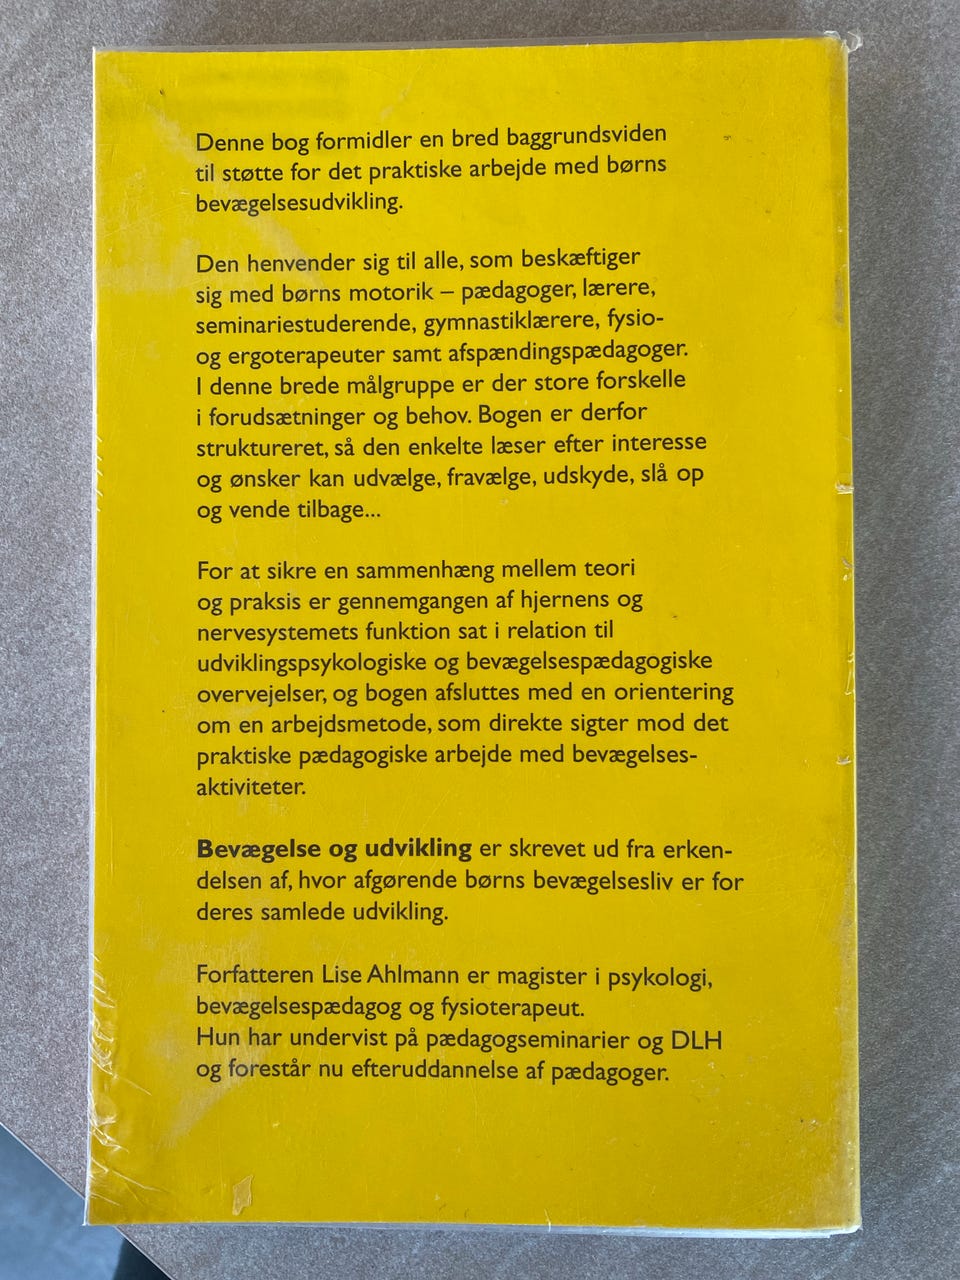 Denne bog formidler en bred baggrundsviden
til støtte for det praktiske arbejde med børns
bevægelsesudvikling.
Den henvender sig til alle, som beskæftiger
sig med børns motorik – pædagoger, lærere,
seminariestuderende, gymnastiklærere, fysio-
og ergoterapeuter samt afspændingspædagoger.
I denne brede målgruppe er der store forskelle
i forudsætninger og behov. Bogen er derfor
struktureret, så den enkelte læser efter interesse
og ønsker kan udvælge, fravælge, udskyde, slå op
og vende tilbage...
For at sikre en sammenhæng mellem teori
og praksis er gennemgangen af hjernens og
nervesystemets funktion sat i relation til
udviklingspsykologiske og bevægelsespædagogiske
overvejelser, og bogen afsluttes med en orientering
om en arbejdsmetode, som direkte sigter mod det
praktiske pædagogiske arbejde med bevægelses-
aktiviteter.
Bevægelse og udvikling er skrevet ud fra erken-
delsen af, hvor afgørende børns bevægelsesliv er for
deres samlede udvikling.
Forfatteren Lise Ahlmann er magister i psykologi,
bevægelsespædagog og fysioterapeut.
Hun har undervist på pædagogseminarier og DLH
og forestår nu efteruddannelse af pædagoger.